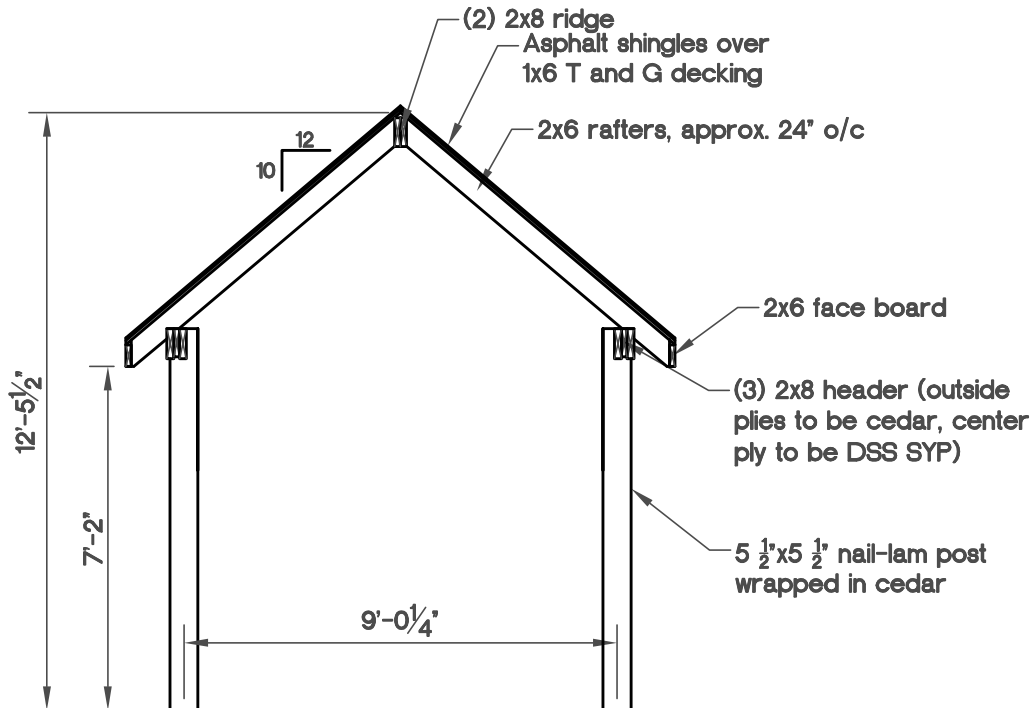 (2) 2x8 ridge
Asphalt shingles over
1x6 T and G decking
12
10
2x6 rafters, approx. 24" o/c
2x6 face board
(3) 2x8 header (outside
plies to be cedar, center
ply to be DSS SYP)
12'-5½"
7'-2"
5 ½"x5 ½" nail-lam post
wrapped in cedar
9'-0¼"